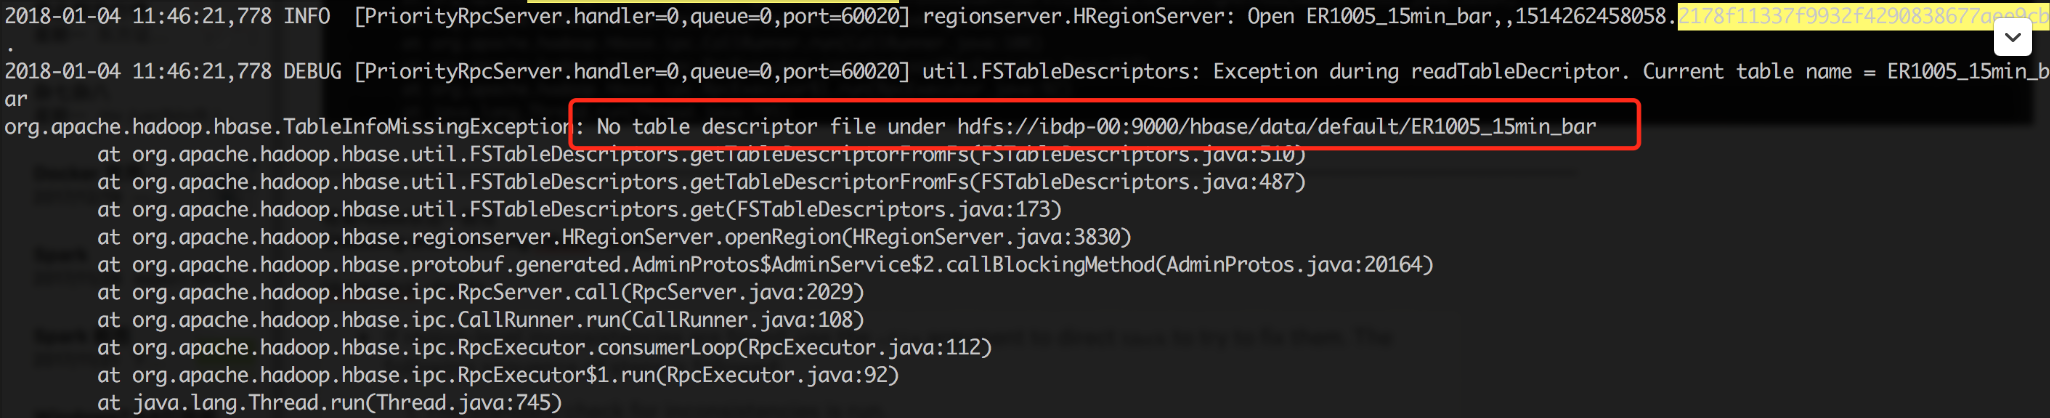 2018-01-04 11:46:21,778 INFO  [PriorityRpcServer.handler=0,queue=0,port=60020] regionserver.HRegionServer: Open ER1005_15min_bar,,1514262458058.2178f11337f9932f4290838677aee9cb
.
2018-01-04 11:46:21,778 DEBUG [PriorityRpcServer.handler=0,queue=0,port=60020] util.FSTableDescriptors: Exception during readTableDecriptor. Current table name = ER1005_15min_b
ar
org.apache.hadoop.hbase.TableInfoMissingException: No table descriptor file under hdfs://ibdp-00:9000/hbase/data/default/ER1005_15min_bar
at org.apache.hadoop.hbase.util.FSTableDescriptors.getTableDescriptorFromFs(FSTableDescriptors.java:510)
at org.apache.hadoop.hbase.util.FSTableDescriptors.getTableDescriptorFromFs(FSTableDescriptors.java:487)
at org.apache.hadoop.hbase.util.FSTableDescriptors.get(FSTableDescriptors.java:173)
at org.apache.hadoop.hbase.regionserver.HRegionServer.openRegion(HRegionServer.java:3830)
at org.apache.hadoop.hbase.protobuf.generated.AdminProtos$AdminService$2.callBlockingMethod(AdminProtos.java:20164)
at org.apache.hadoop.hbase.ipc.RpcServer.call(RpcServer.java:2029)
at org.apache.hadoop.hbase.ipc.CallRunner.run(CallRunner.java:108)
at org.apache.hadoop.hbase.ipc.RpcExecutor.consumerLoop(RpcExecutor.java:112)
at org.apache.hadoop.hbase.ipc.RpcExecutor$1.run(RpcExecutor.java:92)
at java.lang.Thread.run(Thread.java:745)